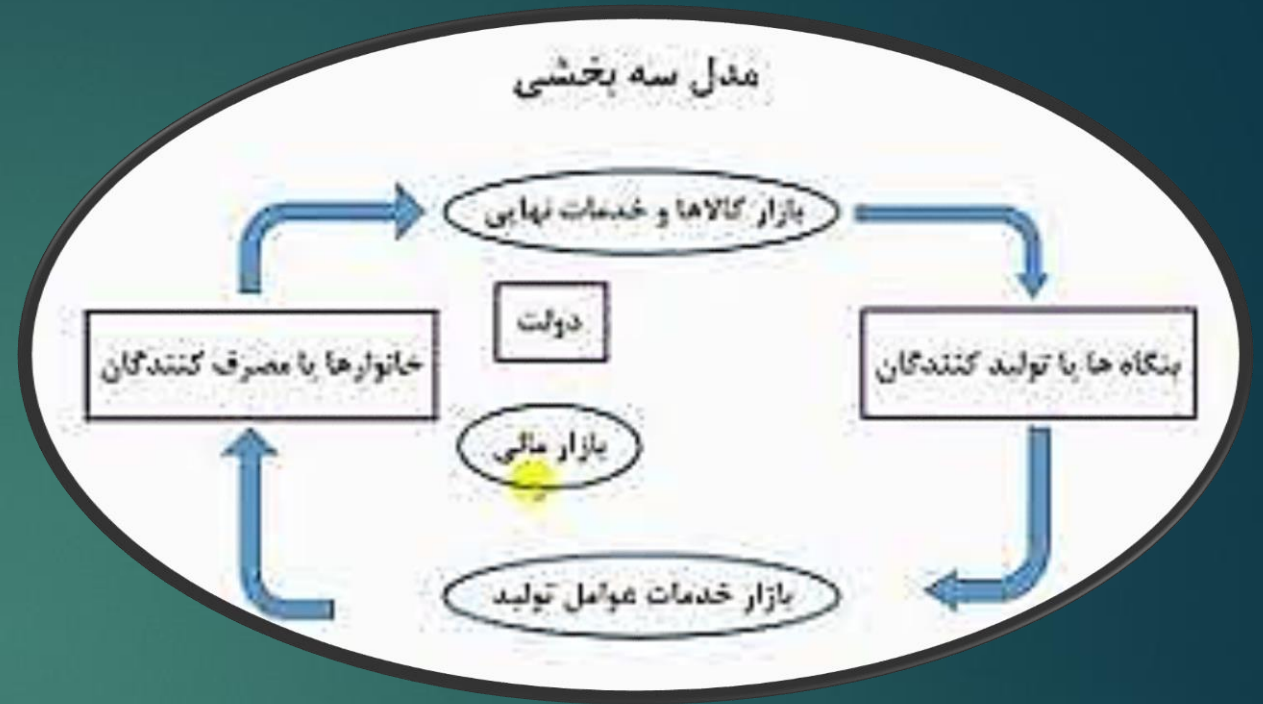 مدل سه بخشی
بازار کالاها و خدمات نهایی
دولت
بنگاه ها یا تولید کنندگان
خانوارها یا مصرف کنندگان
بازار مالی
بازار خدمات عوامل تولید